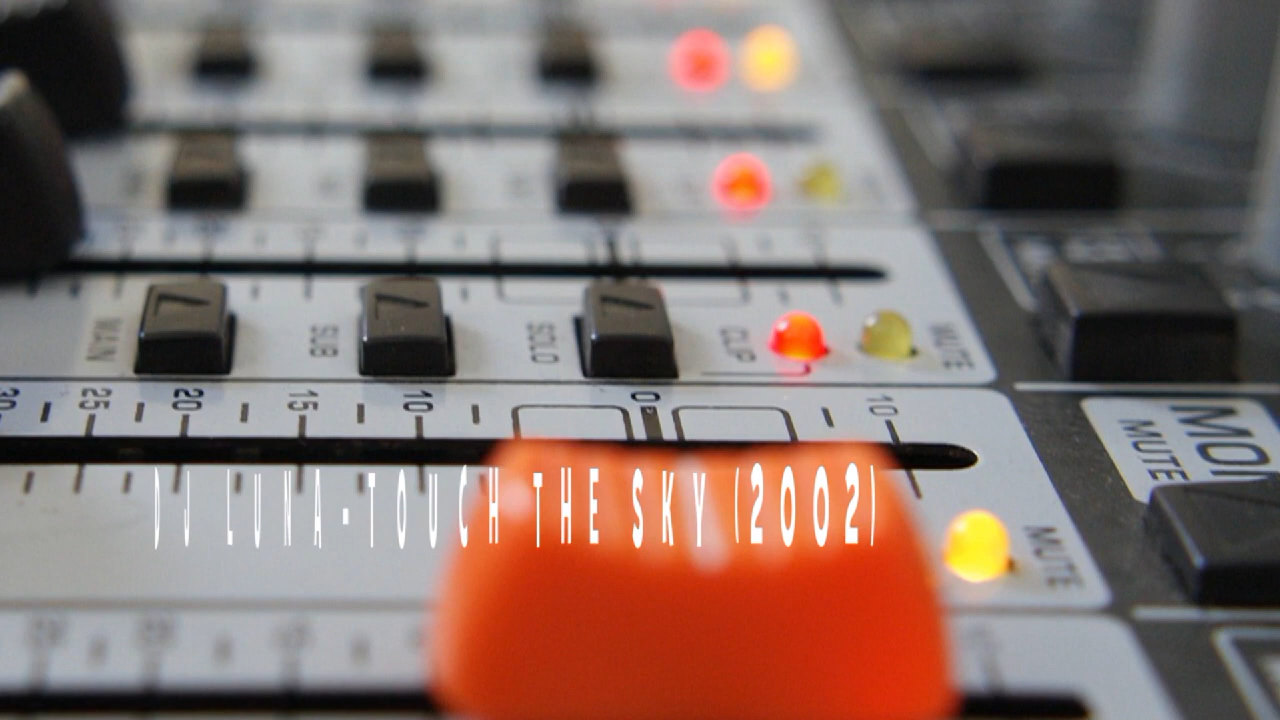 MAIN
SUB
SOLO
CLIP
MUTE
30 25 20 15 10 0 10
MON
MUTE
DJ LUNA-TOUCH THE SKY (2002)
MUTE